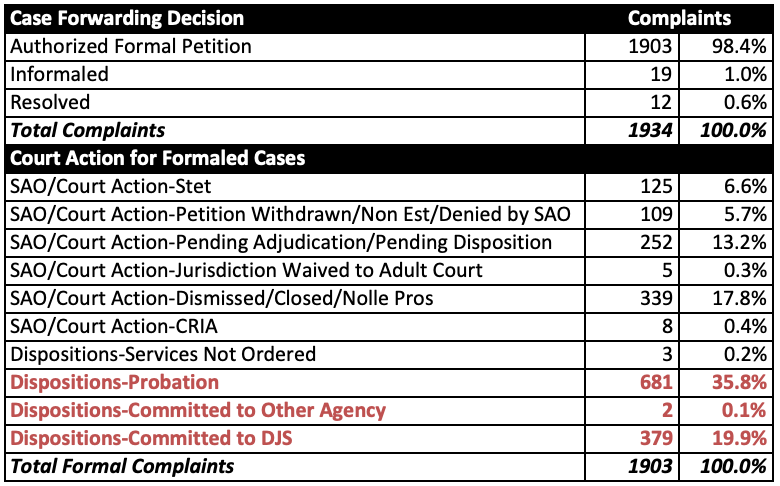 Case Forwarding Decision Complaints
Authorized Formal Petition 1903 98.4%
Informaled 19 1.0%
Resolved 12 0.6%
Total Complaints 1934 100.0%
Court Action for Formaled Cases
SAO/Court Action-Stet 125 6.6%
SAO/Court Action-Petition Withdrawn/Non Est/Denied by SAO 109 5.7%
SAO/Court Action-Pending Adjudication/Pending Disposition 252 13.2%
SAO/Court Action-Jurisdiction Waived to Adult Court 5 0.3%
SAO/Court Action-Dismissed/Closed/Nolle Pros 339 17.8%
SAO/Court Action-CRIA 8 0.4%
Dispositions-Services Not Ordered 3 0.2%
Dispositions-Probation 681 35.8%
Dispositions-Committed to Other Agency 2 0.1%
Dispositions-Committed to DJS 379 19.9%
Total Formal Complaints 1903 100.0%